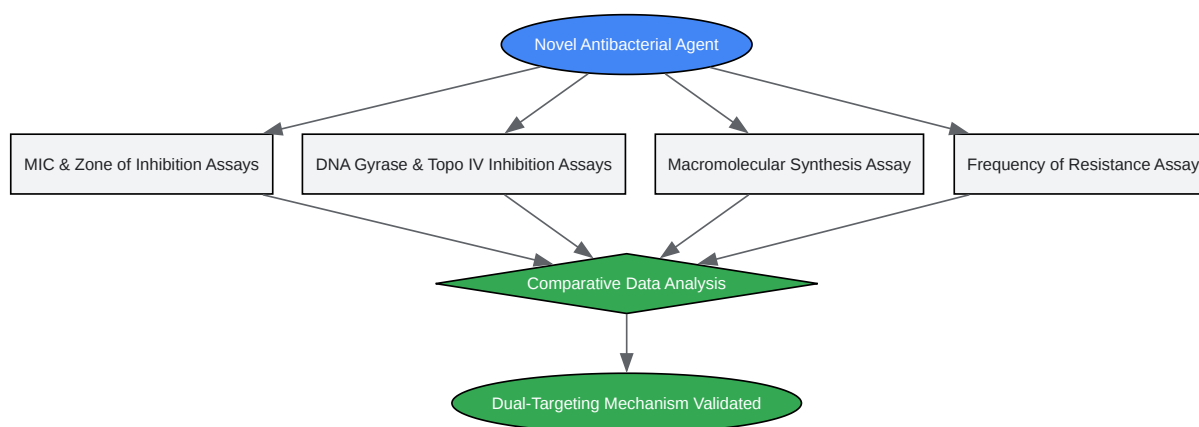 Novel Antibacterial Agent
MIC & Zone of Inhibition Assays
DNA Gyrase & Topo IV Inhibition Assays
Macromolecular Synthesis Assay
Frequency of Resistance Assay
Comparative Data Analysis
Dual-Targeting Mechanism Validated